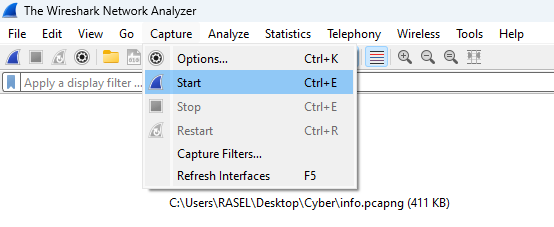 The Wireshark Network Analyzer
File Edit View Go Capture Analyze Statistics Telephony Wireless Tools Help
Apply a display filter ...
Options... Ctrl+K
Start Ctrl+E
Stop Ctrl+E
Restart Ctrl+R
Capture Filters...
Refresh Interfaces F5
C:\Users\RASEL\Desktop\Cyber\info.pcapng (411 KB)